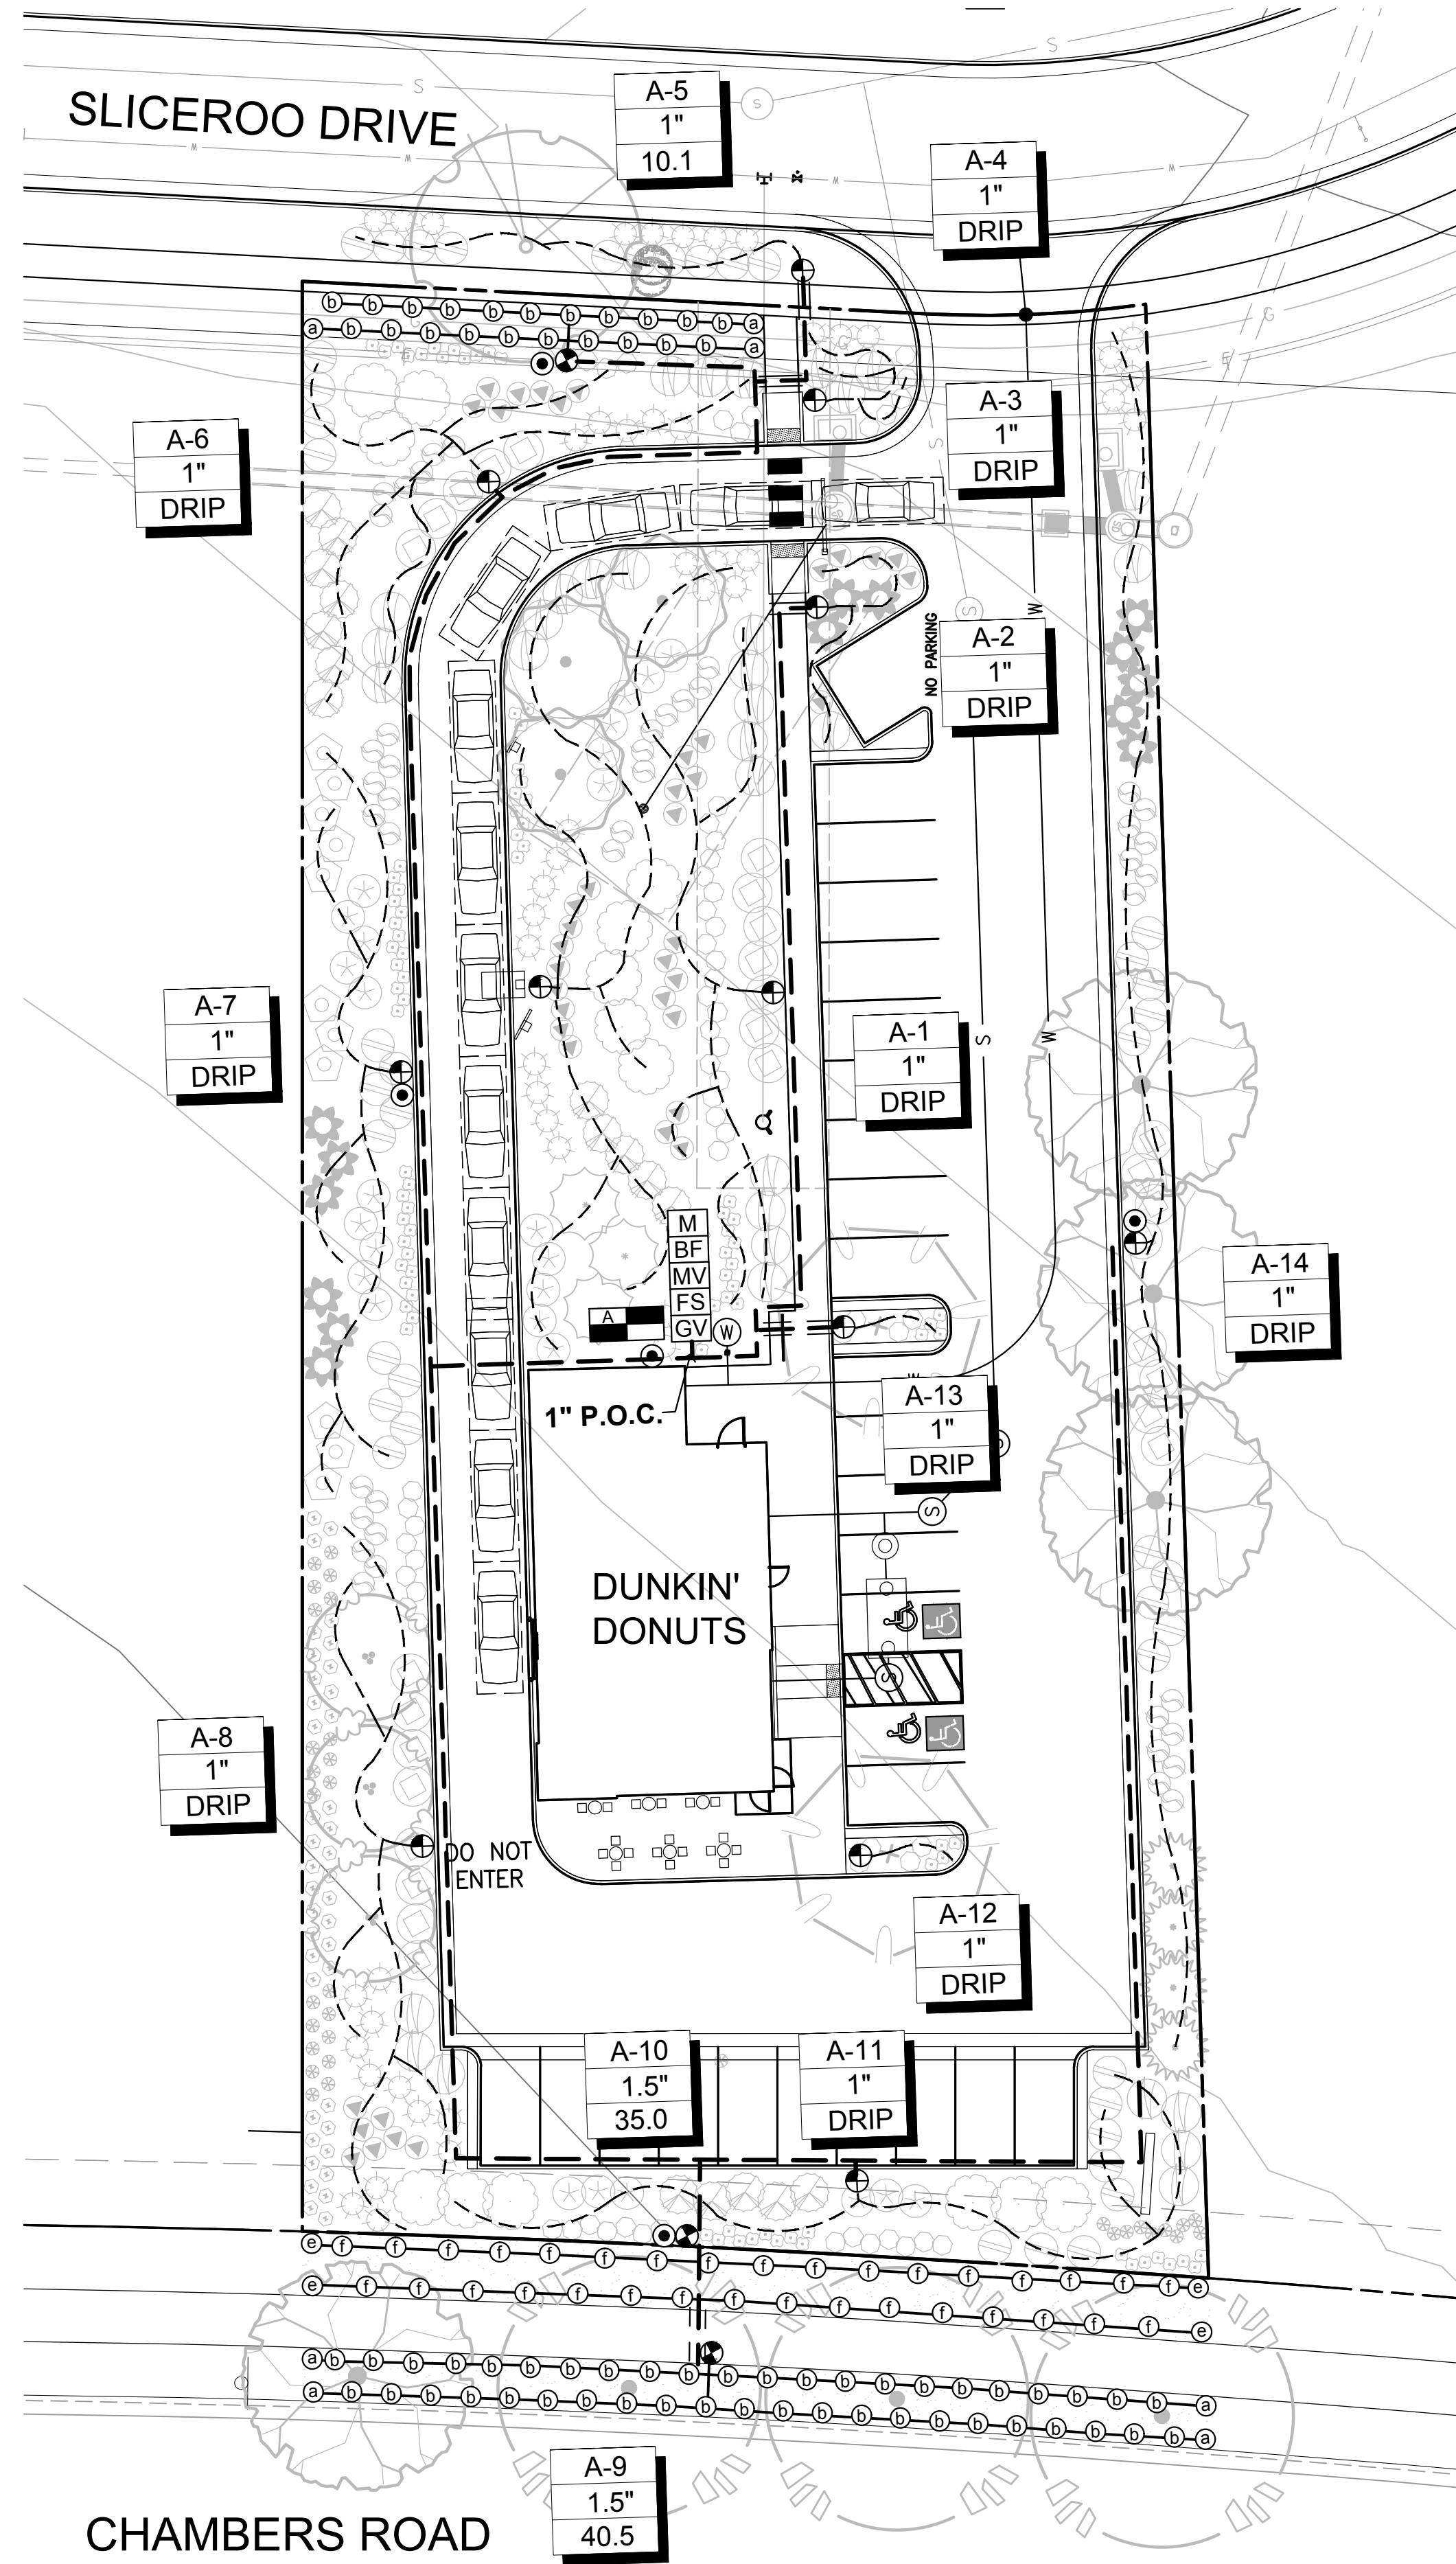 SLICEROO DRIVE
A-5
1"
10.1
A-4
1"
DRIP
A-3
1"
DRIP
A-6
1"
DRIP
NO PARKING
A-2
1"
DRIP
A-7
1"
DRIP
A-1
1"
DRIP
M
BF
MV
FS
GV
A
W
A-14
1"
DRIP
1" P.O.C.
A-13
1"
DRIP
DUNKIN'
DONUTS
A-8
1"
DRIP
DO NOT
ENTER
A-12
1"
DRIP
A-10
1.5"
35.0
A-11
1"
DRIP
A-9
1.5"
40.5
CHAMBERS ROAD